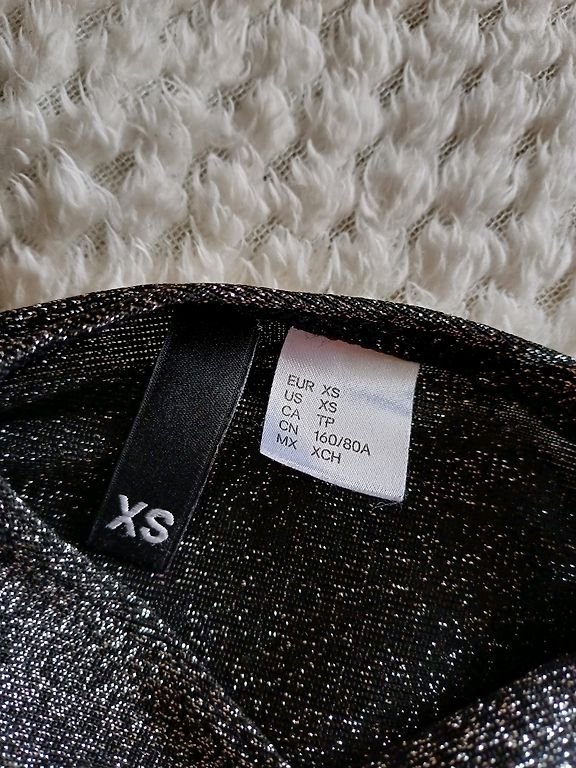 XS
EUR XS
US XS
CA TP
CN 160/80A
MX XCH